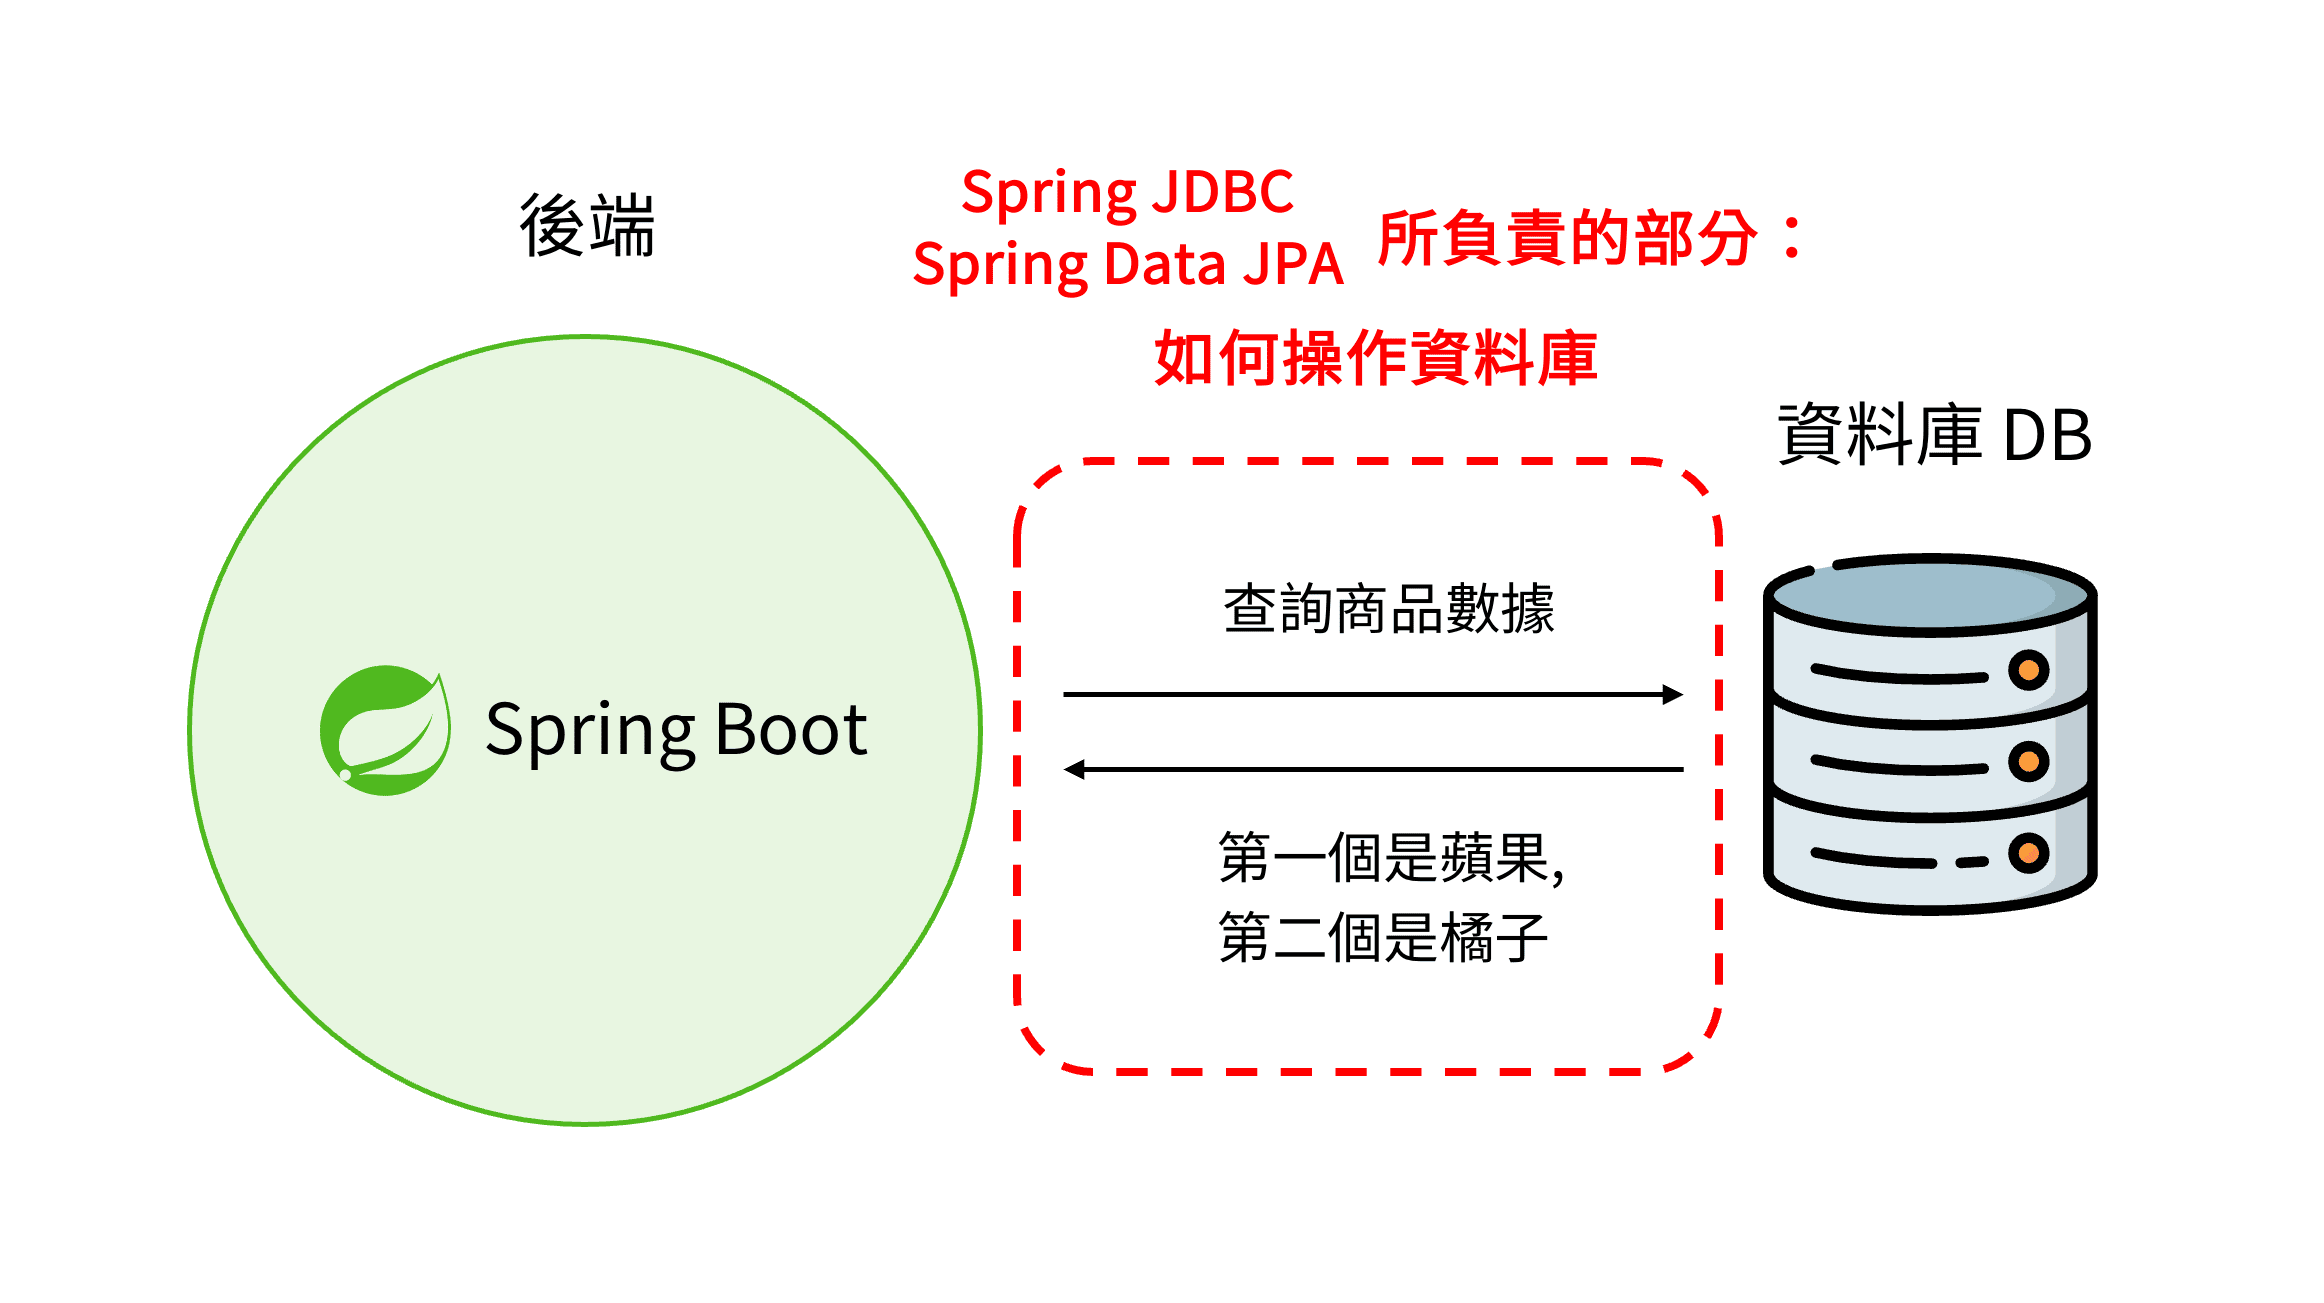 後端
Spring JDBC
Spring Data JPA
所負責的部分：
如何操作資料庫
資料庫 DB
Spring Boot
查詢商品數據
第一個是蘋果,
第二個是橘子